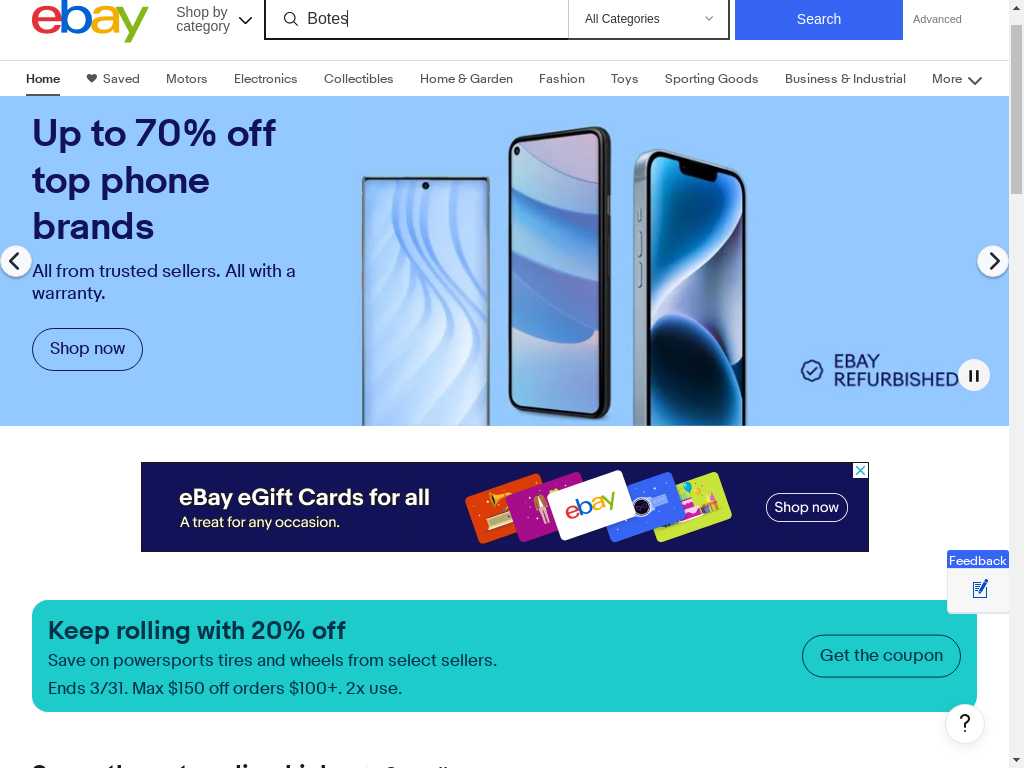 ebay
Shop by
category
Botes
All Categories
Search
Advanced
Home
Saved
Motors
Electronics
Collectibles
Home & Garden
Fashion
Toys
Sporting Goods
Business & Industrial
More
Up to 70% off
top phone
brands
All from trusted sellers. All with a
warranty.
Shop now
EBAY
REFURBISHED
eBay eGift Cards for all
A treat for any occasion.
ebay
Shop now
Feedback
Keep rolling with 20% off
Save on powersports tires and wheels from select sellers.
Ends 3/31. Max $150 off orders $100+. 2x use.
Get the coupon
?